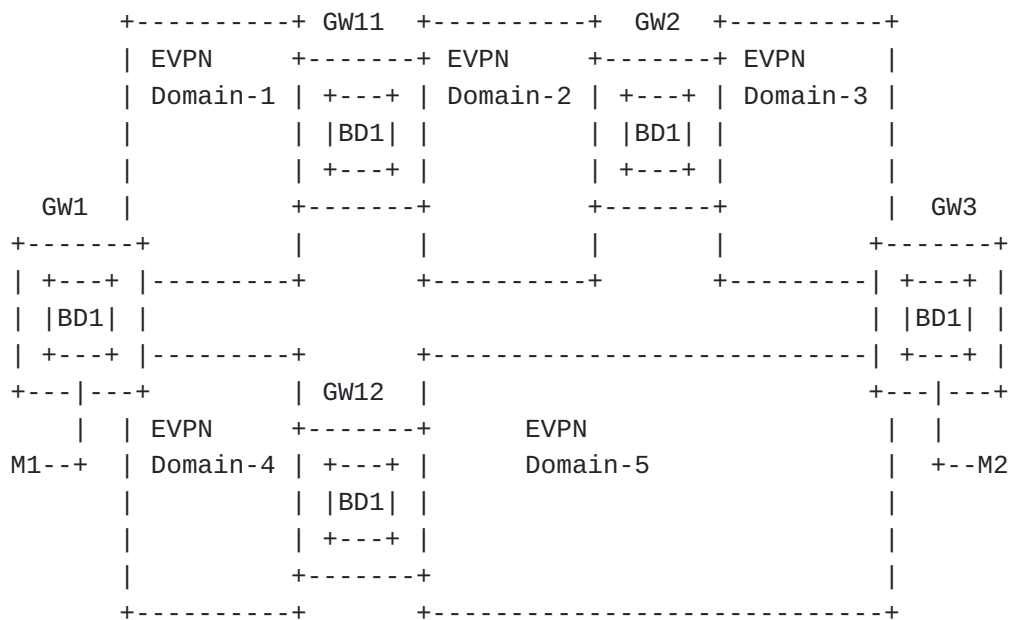 GW11 GW2
EVPN EVPN EVPN
Domain-1 Domain-2 Domain-3
BD1 BD1
GW1 GW3
BD1 BD1
GW12
EVPN EVPN
M1 Domain-4 Domain-5 M2
BD1